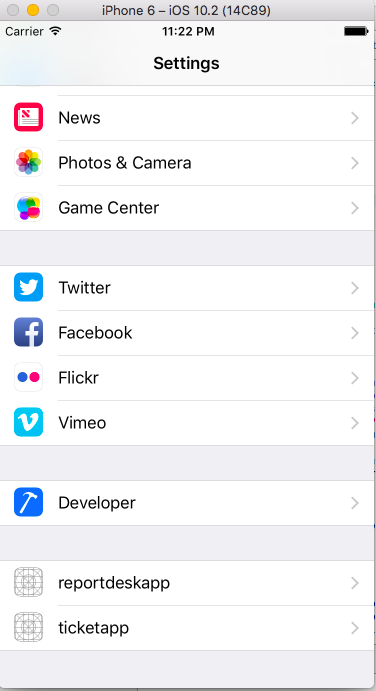 iPhone 6 – iOS 10.2 (14C89)
Carrier 11:22 PM
Settings
News
Photos & Camera
Game Center
Twitter
Facebook
Flickr
Vimeo
Developer
reportdeskapp
ticketapp